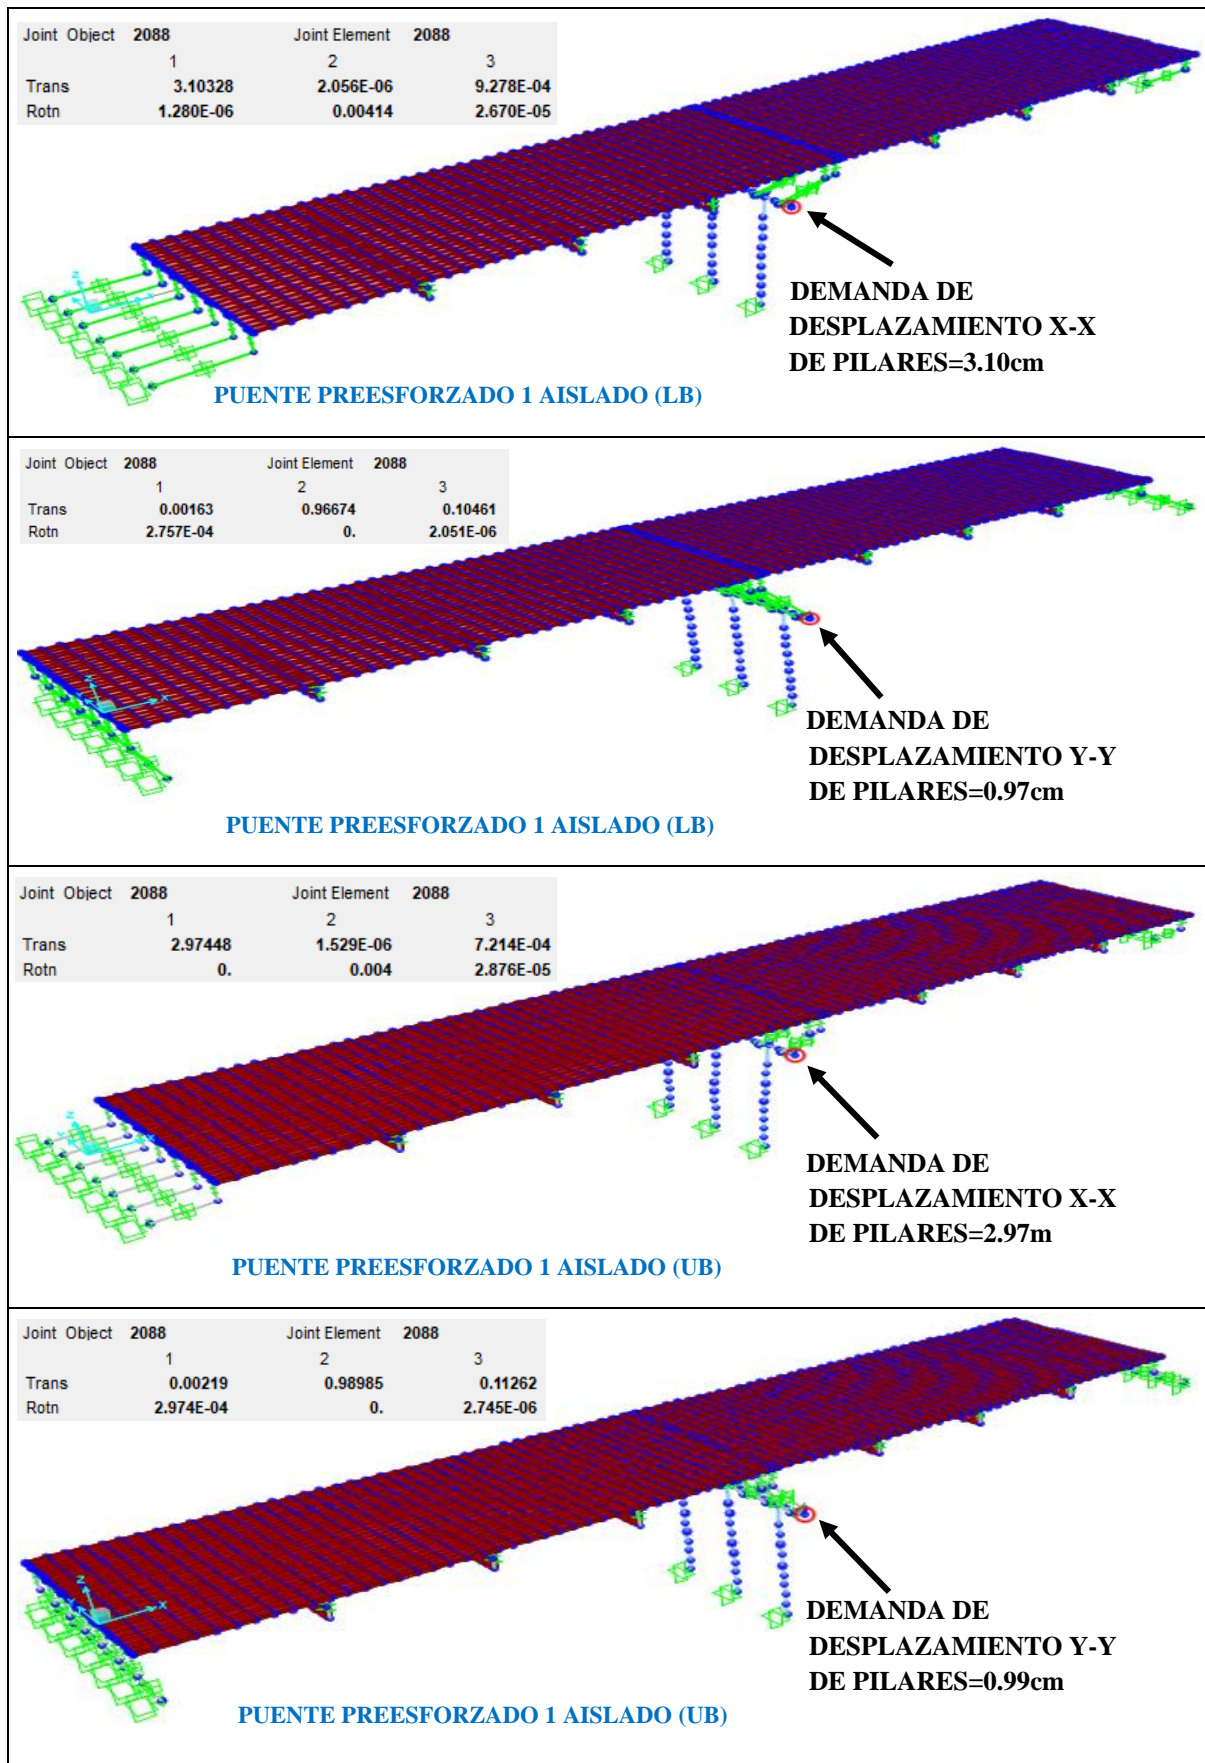 Joint Object 2088 Joint Element 2088
1 2 3
Trans 3.10328 2.056E-06 9.278E-04
Rotn 1.280E-06 0.00414 2.670E-05
DEMANDA DE
DESPLAZAMIENTO X-X
DE PILARES=3.10cm
PUENTE PREESFORZADO 1 AISLADO (LB)
Joint Object 2088 Joint Element 2088
1 2 3
Trans 0.00163 0.96674 0.10461
Rotn 2.757E-04 0. 2.051E-06
DEMANDA DE
DESPLAZAMIENTO Y-Y
DE PILARES=0.97cm
PUENTE PREESFORZADO 1 AISLADO (LB)
Joint Object 2088 Joint Element 2088
1 2 3
Trans 2.97448 1.529E-06 7.214E-04
Rotn 0. 0.004 2.876E-05
DEMANDA DE
DESPLAZAMIENTO X-X
DE PILARES=2.97m
PUENTE PREESFORZADO 1 AISLADO (UB)
Joint Object 2088 Joint Element 2088
1 2 3
Trans 0.00219 0.98985 0.11262
Rotn 2.974E-04 0. 2.745E-06
Z
X
DEMANDA DE
DESPLAZAMIENTO Y-Y
DE PILARES=0.99cm
PUENTE PREESFORZADO 1 AISLADO (UB)